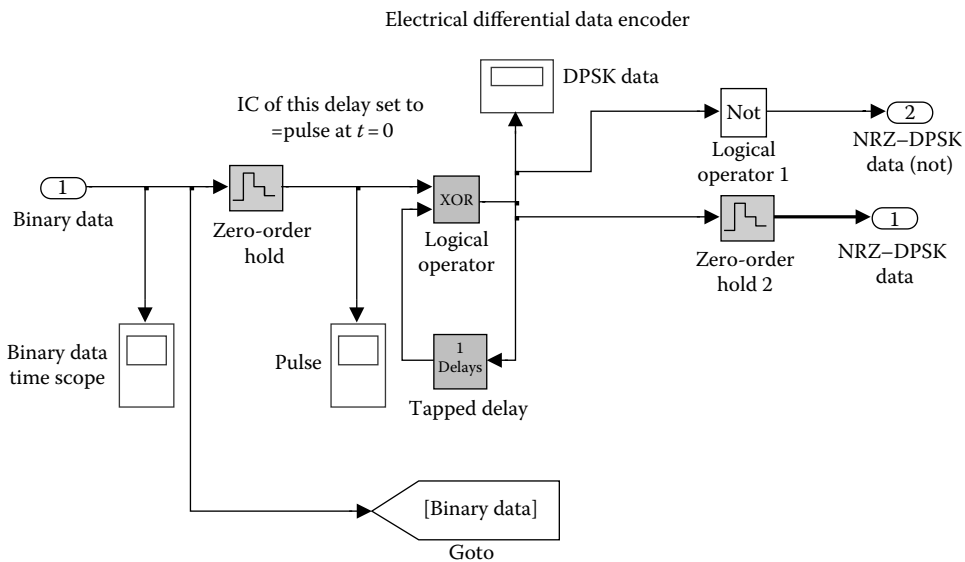 Electrical differential data encoder
DPSK data
IC of this delay set to
=pulse at t = 0
Not
2
Logical
operator 1
NRZ–DPSK
data (not)
1
Binary data
Zero-order
hold
XOR
Logical
operator
Zero-order
hold 2
1
NRZ–DPSK
data
Binary data
time scope
Pulse
1
Delays
Tapped delay
[Binary data]
Goto